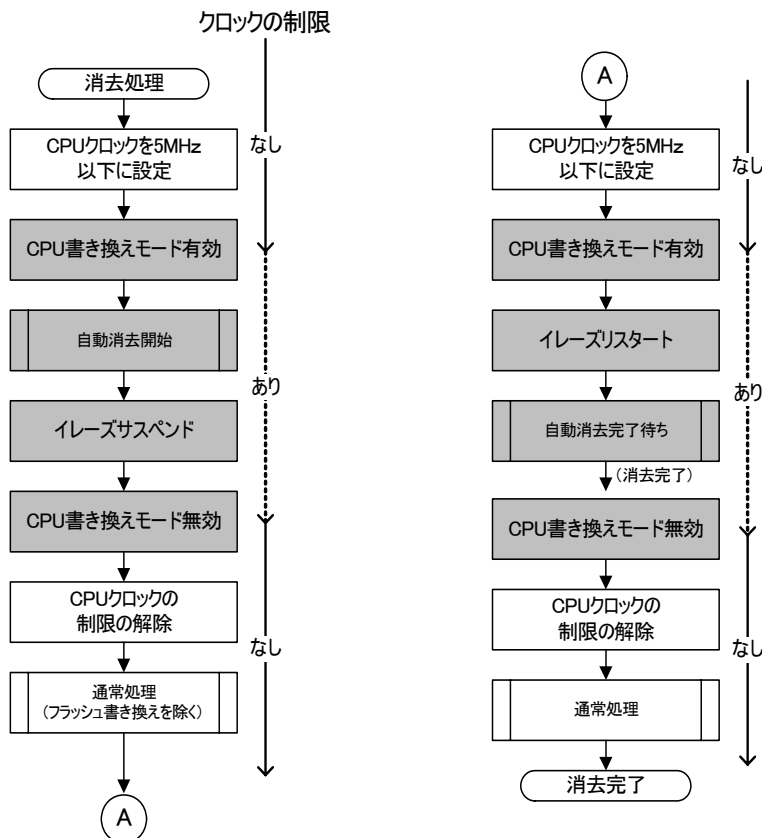 クロックの制限
消去処理
CPUクロックを5MHz
以下に設定
なし
CPU書き換えモード有効
自動消去開始
あり
イレーズサスペンド
CPU書き換えモード無効
CPUクロックの
制限の解除
なし
通常処理
(フラッシュ書き換えを除く)
A
A
CPUクロックを5MHz
以下に設定
なし
CPU書き換えモード有効
イレーズリスタート
あり
自動消去完了待ち
(消去完了)
CPU書き換えモード無効
CPUクロックの
制限の解除
なし
通常処理
消去完了